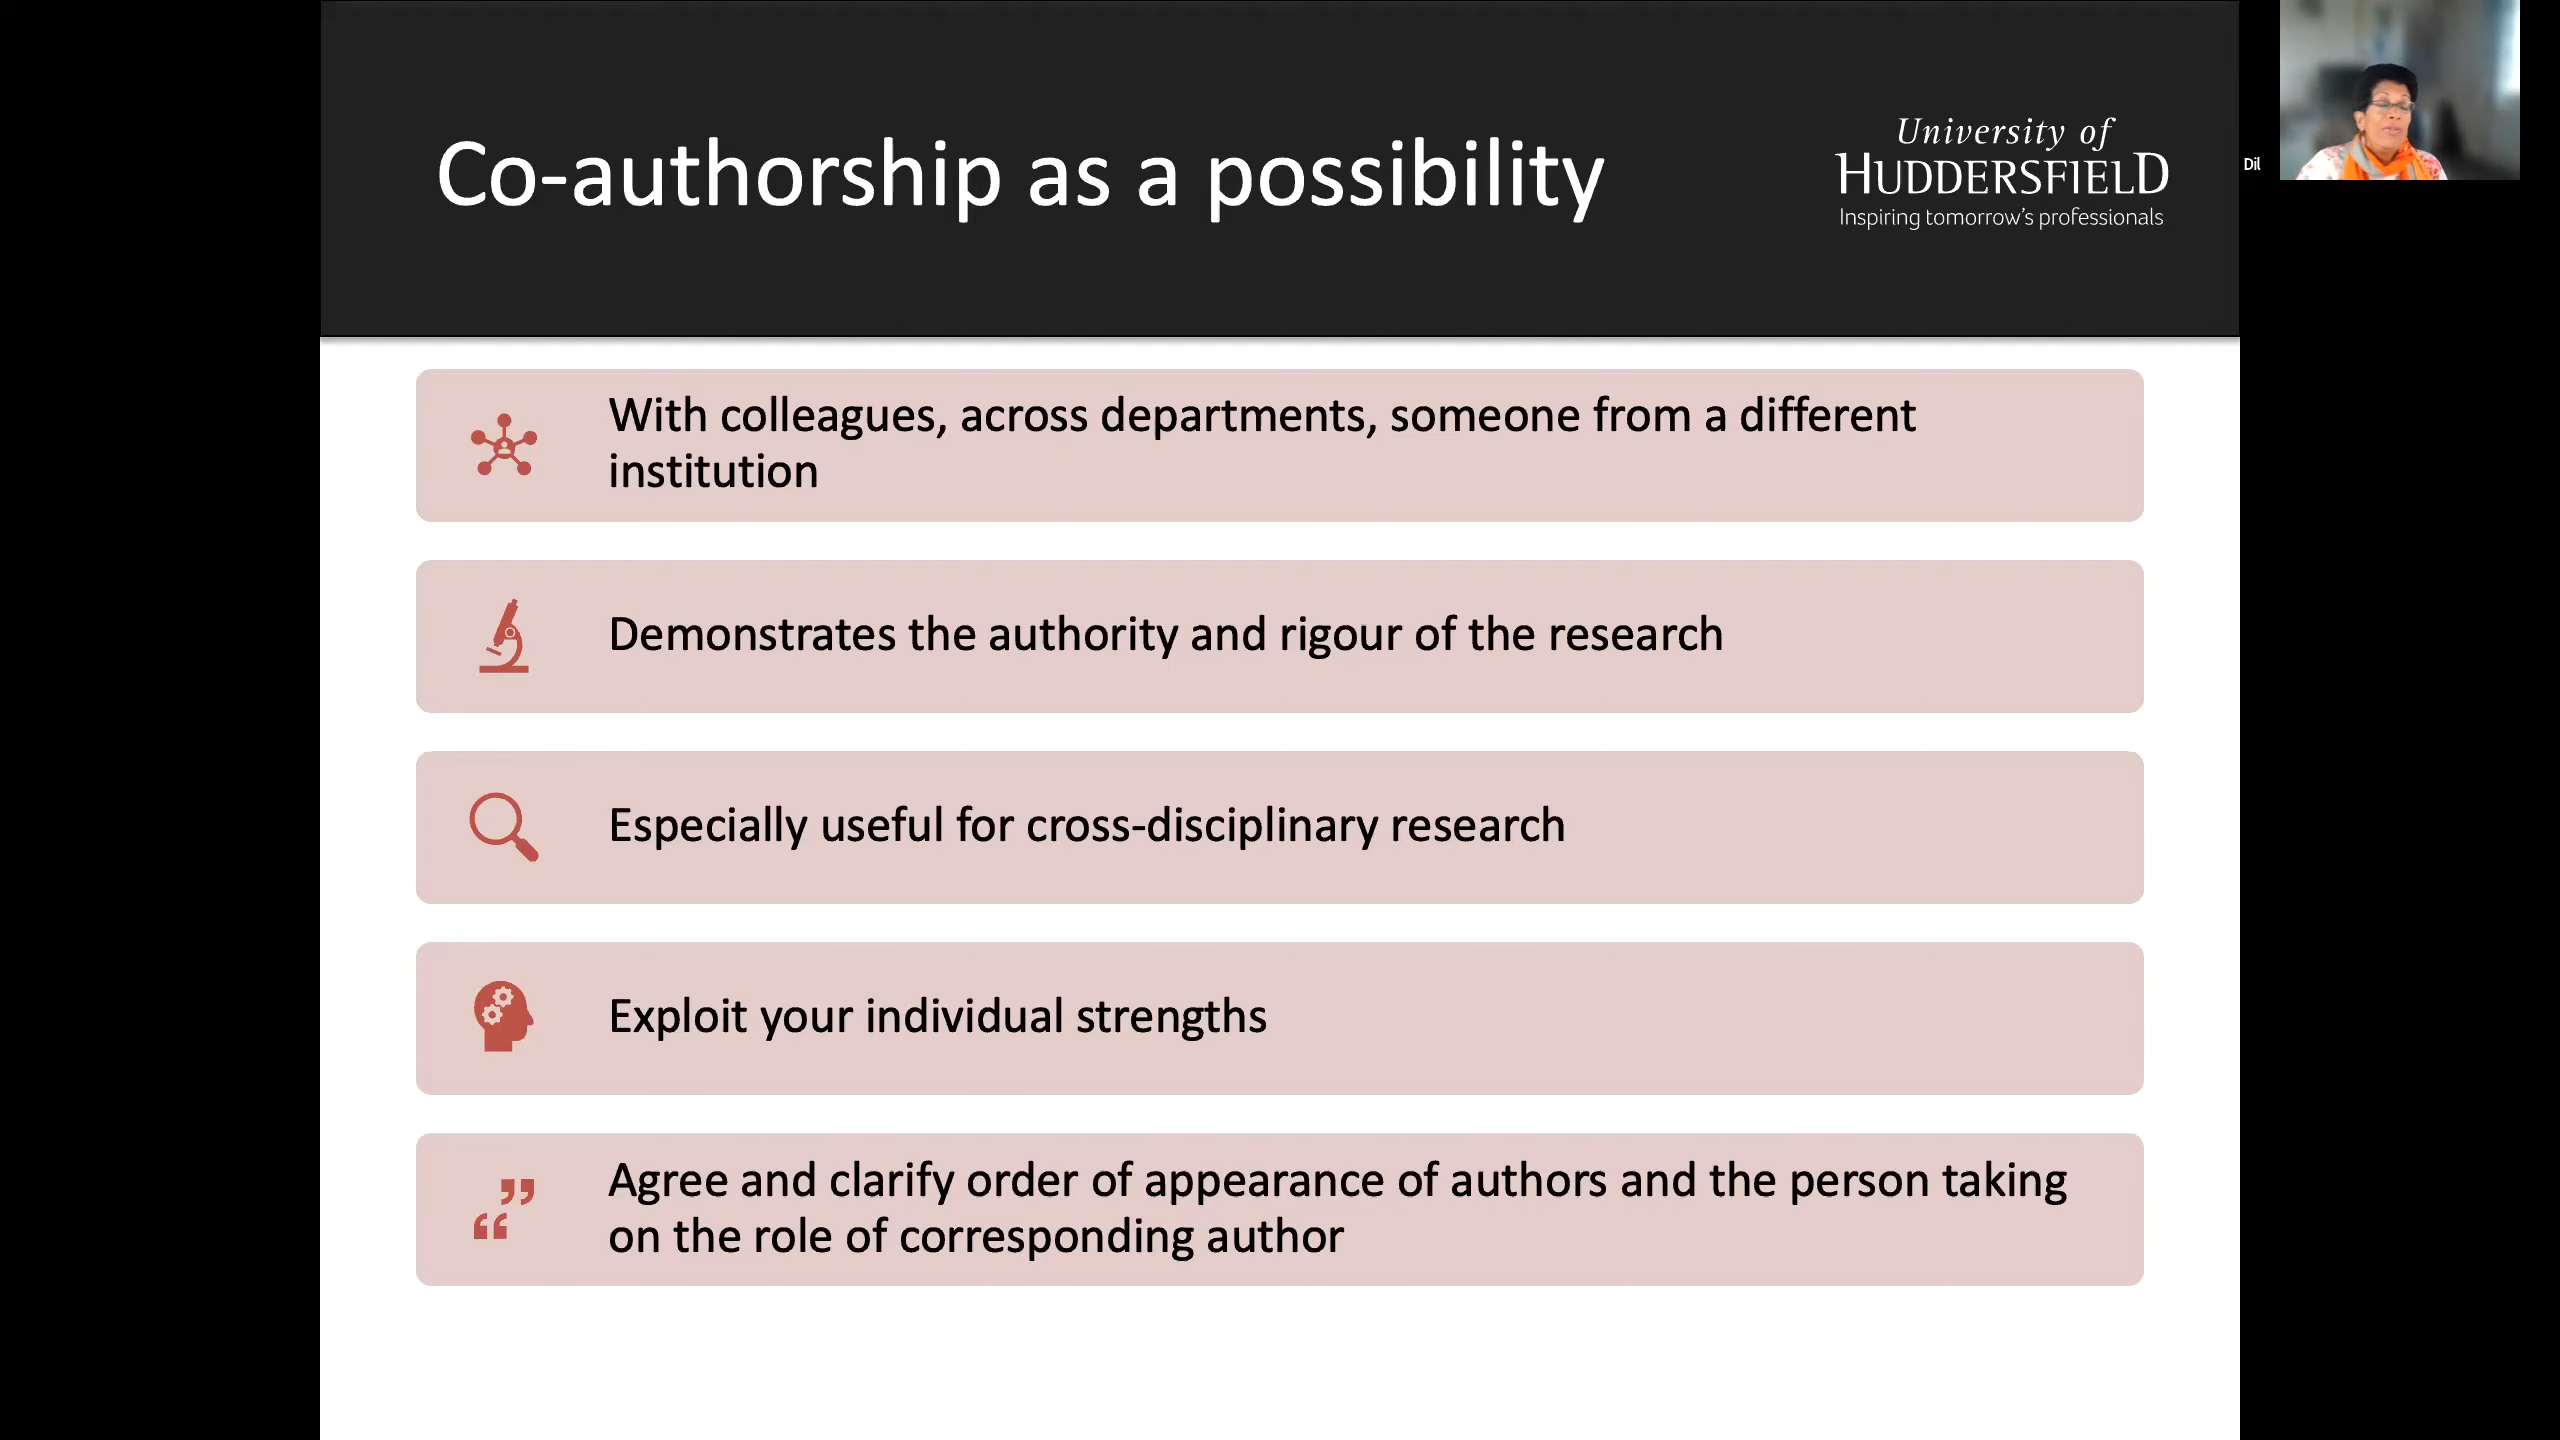 Co-authorship as a possibility
University of
HUDDERSFIELD
Inspiring tomorrow's professionals
Dil
With colleagues, across departments, someone from a different
institution
Demonstrates the authority and rigour of the research
Especially useful for cross-disciplinary research
Exploit your individual strengths
Agree and clarify order of appearance of authors and the person taking
on the role of corresponding author